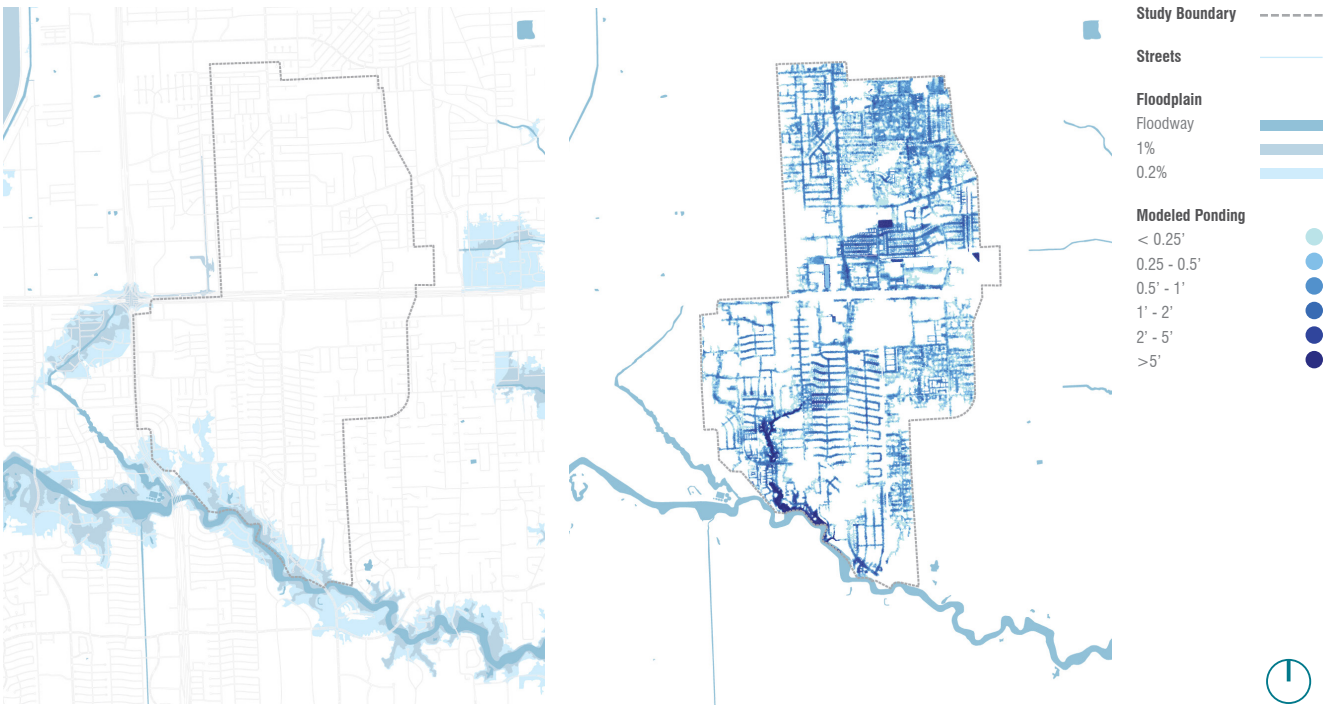 Study Boundary
Streets
Floodplain
Floodway
1%
0.2%
Modeled Ponding
< 0.25’
0.25 - 0.5’
0.5’ - 1’
1’ - 2’
2’ - 5’
>5’